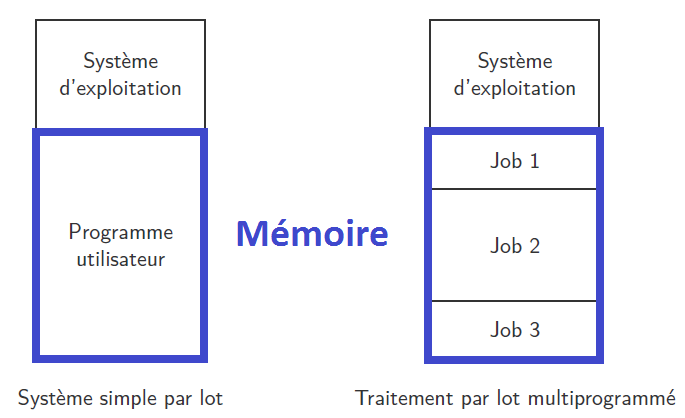 Système
d'exploitation
Programme
utilisateur
Système simple par lot
Mémoire
Système
d'exploitation
Job 1
Job 2
Job 3
Traitement par lot multiprogrammé